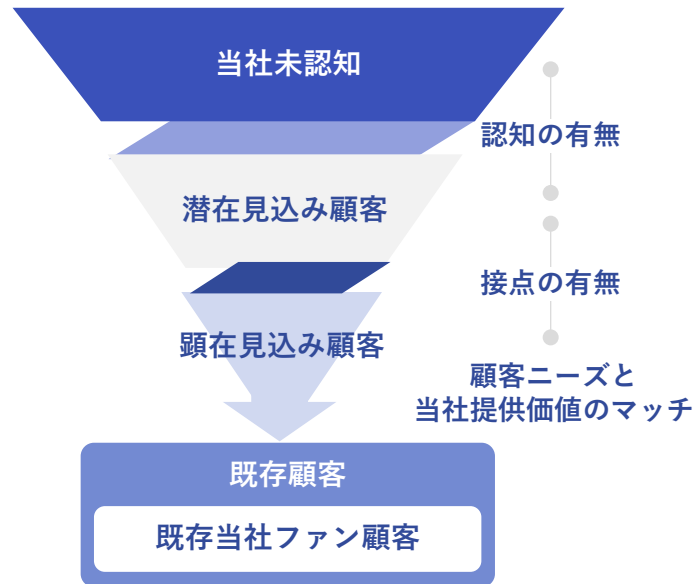 当社未認知
認知の有無
潜在見込み顧客
接点の有無
顕在見込み顧客
顧客ニーズと
当社提供価値のマッチ
既存顧客
既存当社ファン顧客